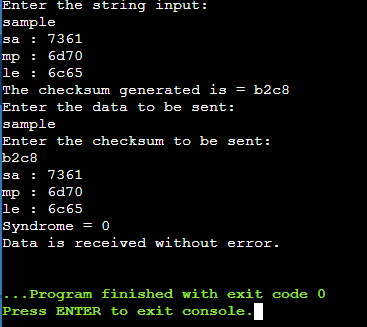 Enter the string input:
sample
sa : 7361
mp : 6d70
le : 6c65
The checksum generated is = b2c8
Enter the data to be sent:
sample
Enter the checksum to be sent:
b2c8
sa : 7361
mp : 6d70
le : 6c65
Syndrome = 0
Data is received without error.
...Program finished with exit code 0
Press ENTER to exit console.